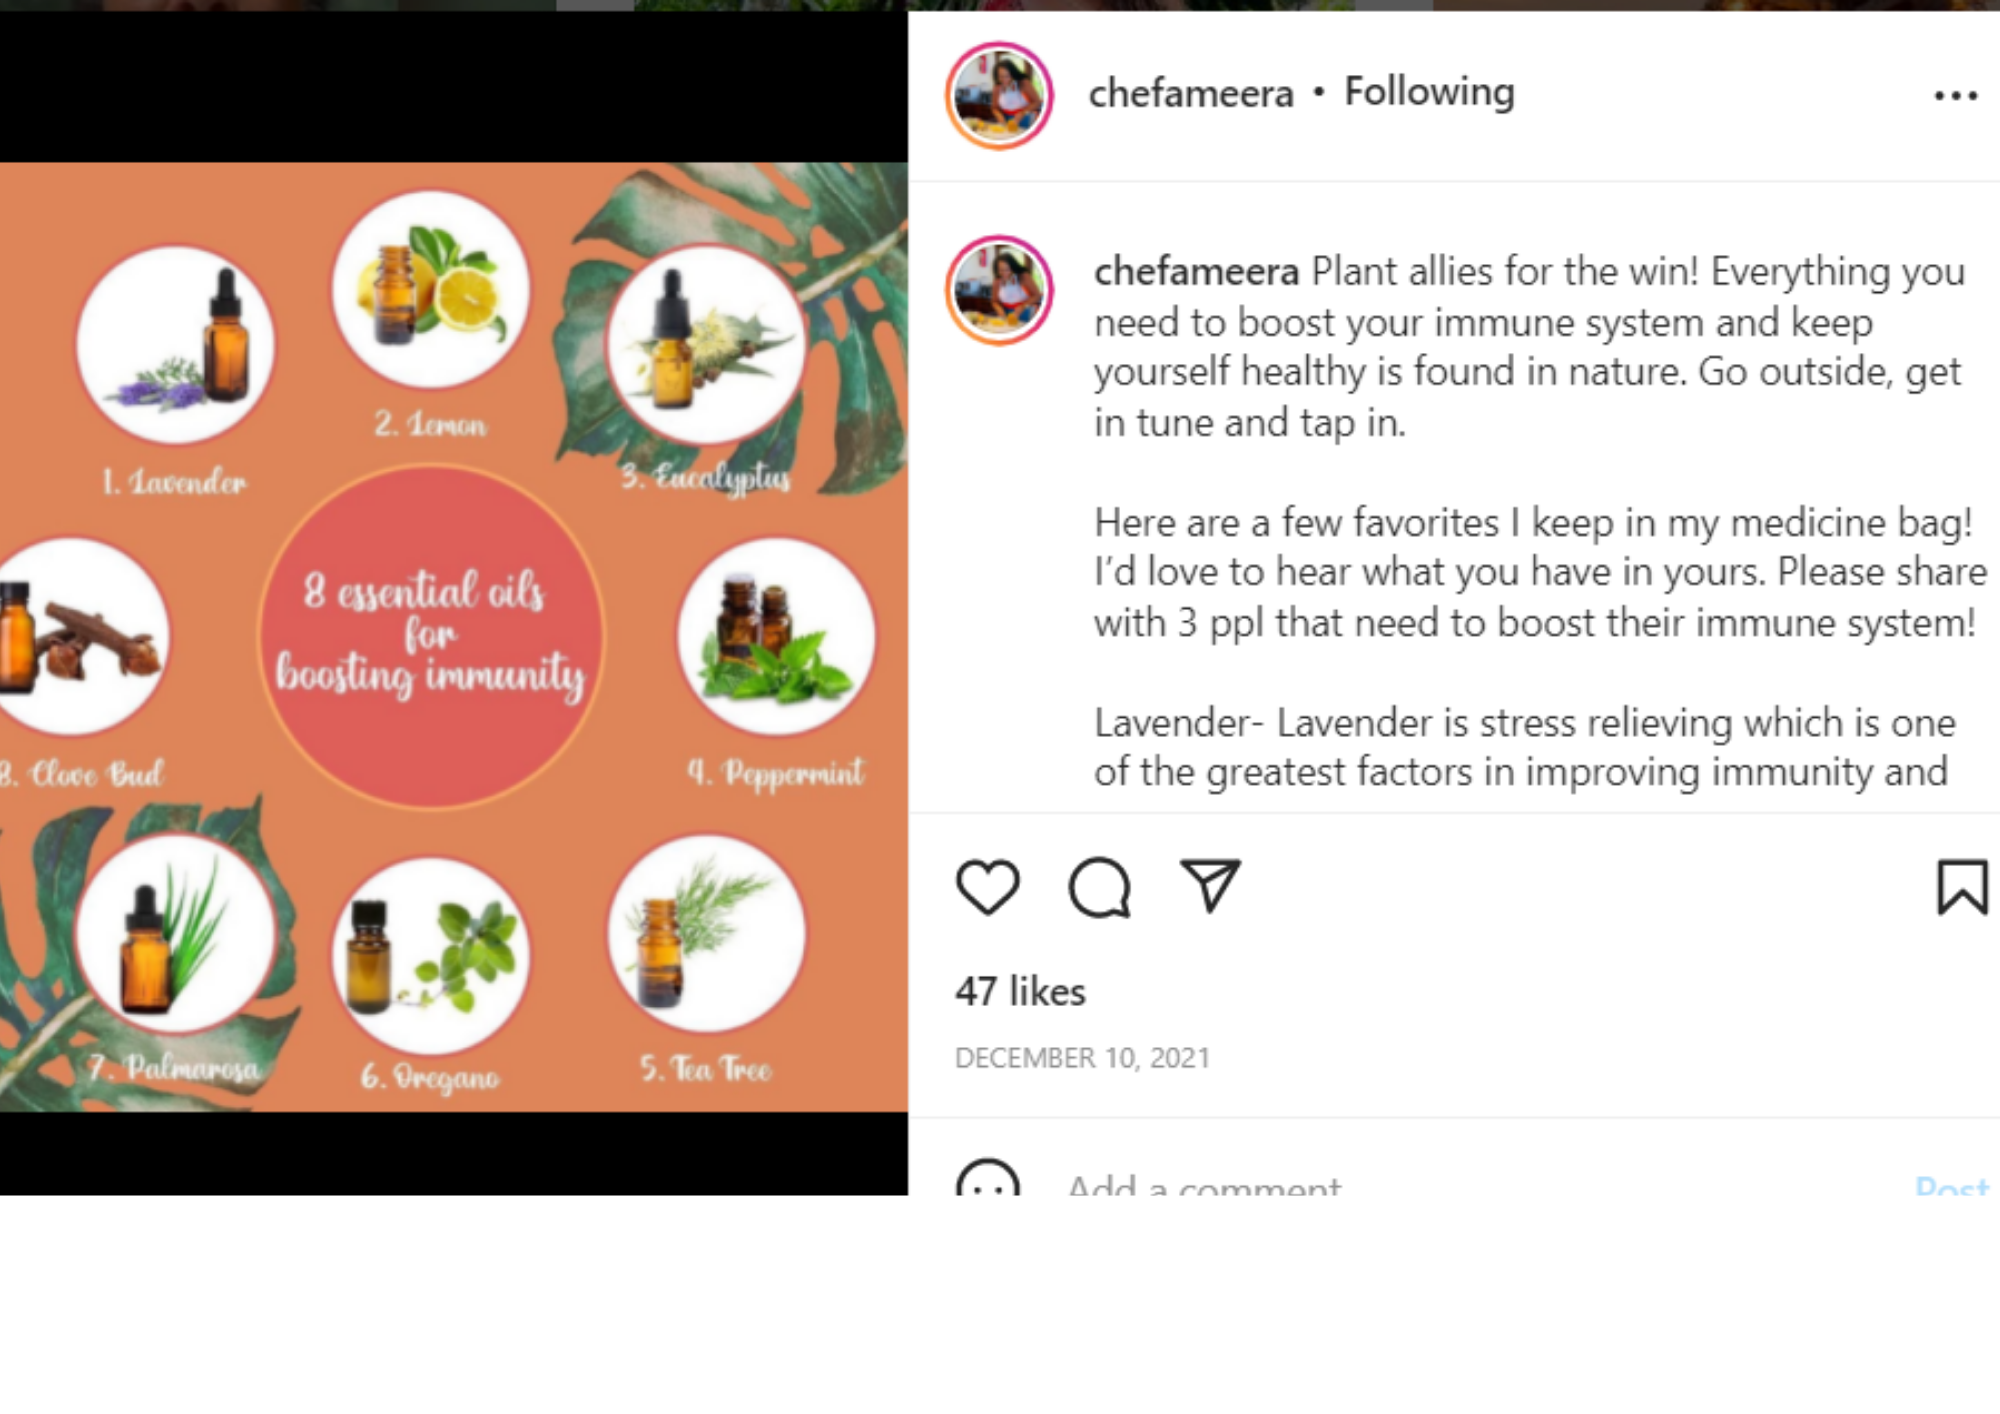 1. Lavender
2. Lemon
3. Eucalyptus
8 essential oils
for
boosting immunity
8. Clove Bud
4. Peppermint
7. Palmarosa
6. Oregano
5. Tea Tree
chefameera • Following
chefameera Plant allies for the win! Everything you
need to boost your immune system and keep
yourself healthy is found in nature. Go outside, get
in tune and tap in.
Here are a few favorites I keep in my medicine bag!
I'd love to hear what you have in yours. Please share
with 3 ppl that need to boost their immune system!
Lavender- Lavender is stress relieving which is one
of the greatest factors in improving immunity and
47 likes
DECEMBER 10, 2021
Add a comment
Post